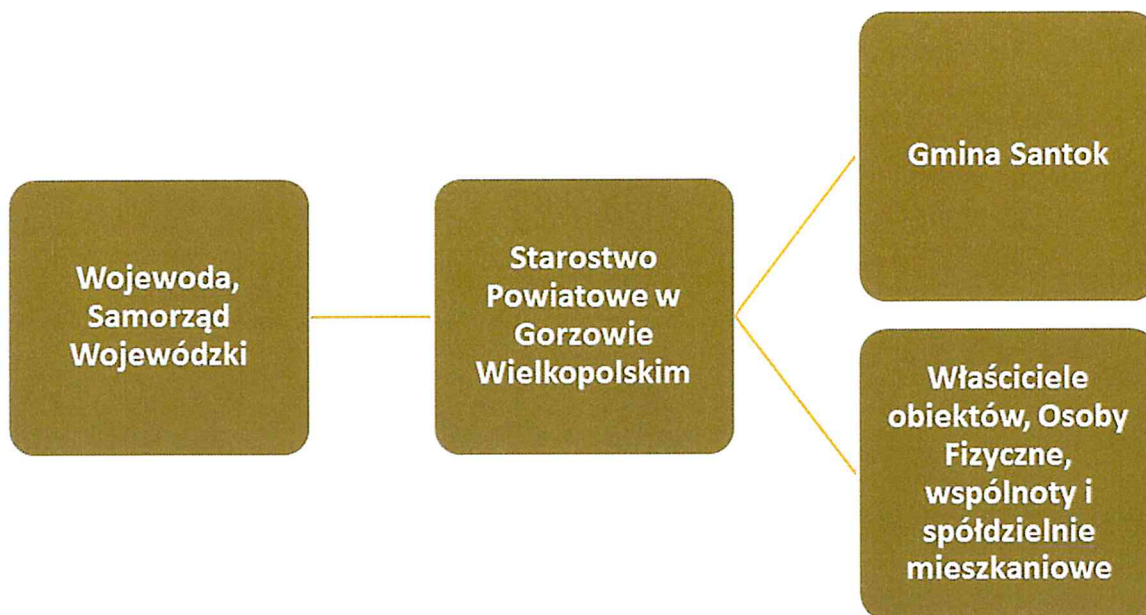 Wojewoda,
Samorząd
Wojewódzki
Starostwo
Powiatowe w
Gorzowie
Wielkopolskim
Gmina Santok
Właściciele
obiektów, Osoby
Fizyczne,
wspólnoty i
spółdzielnie
mieszkaniowe